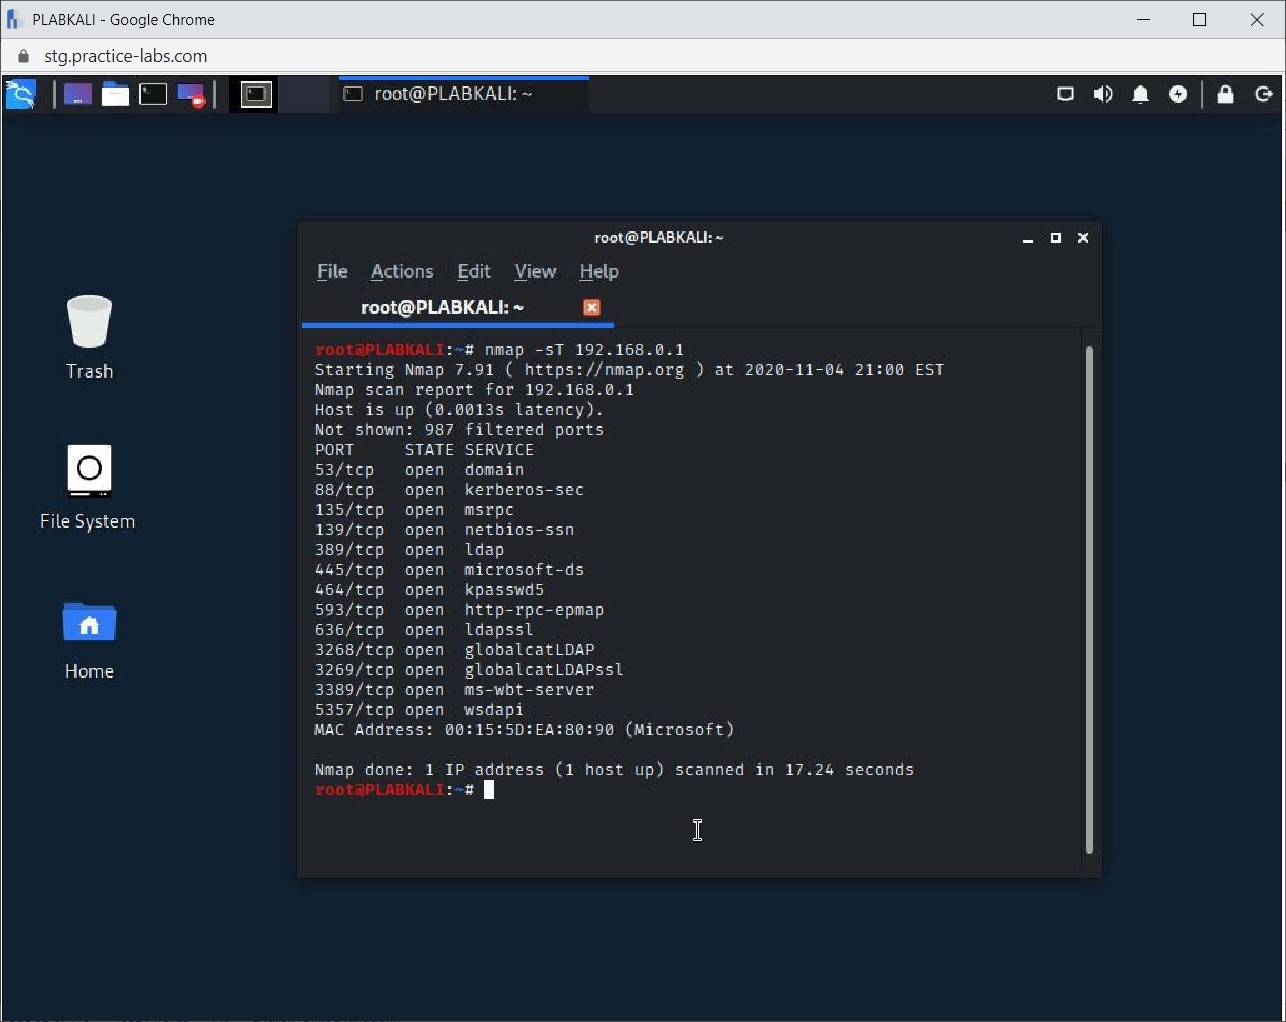 PLABKALI - Google Chrome
stg.practice-labs.com
root@PLABKALI: ~
root@PLABKALI: ~
File Actions Edit View Help
root@PLABKALI: ~
Trash
File System
Home
root@PLABKALI:~# nmap -sT 192.168.0.1
Starting Nmap 7.91 ( https://nmap.org ) at 2020-11-04 21:00 EST
Nmap scan report for 192.168.0.1
Host is up (0.0013s latency).
Not shown: 987 filtered ports
PORT     STATE SERVICE
53/tcp   open  domain
88/tcp   open  kerberos-sec
135/tcp  open  msrpc
139/tcp  open  netbios-ssn
389/tcp  open  ldap
445/tcp  open  microsoft-ds
464/tcp  open  kpasswd5
593/tcp  open  http-rpc-epmap
636/tcp  open  ldapssl
3268/tcp open  globalcatLDAP
3269/tcp open  globalcatLDAPssl
3389/tcp open  ms-wbt-server
5357/tcp open  wsdapi
MAC Address: 00:15:5D:EA:80:90 (Microsoft)
Nmap done: 1 IP address (1 host up) scanned in 17.24 seconds
root@PLABKALI:~#